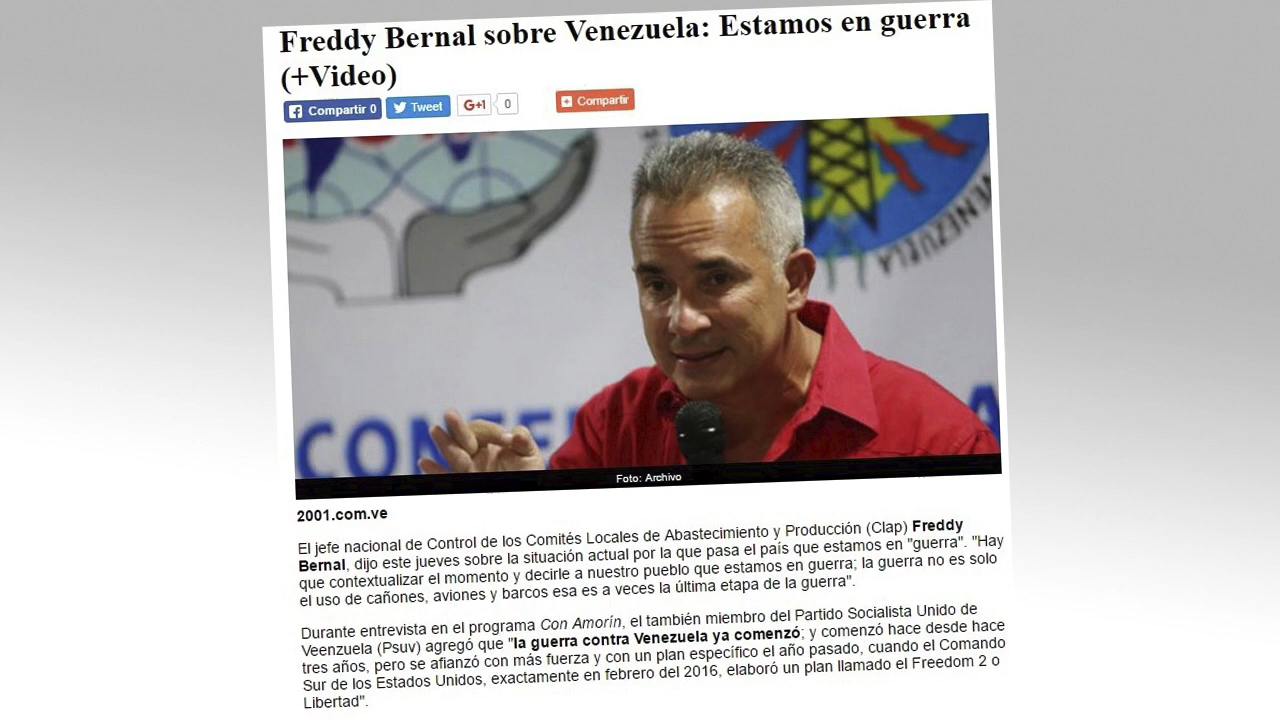 Freddy Bernal sobre Venezuela: Estamos en guerra
(+Video)
Compartir 0
Tweet
G+1
0
Compartir
VENEZUELA
CONFE
A
Foto: Archivo
2001.com.ve
El jefe nacional de Control de los Comités Locales de Abastecimiento y Producción (Clap) Freddy
Bernal, dijo este jueves sobre la situación actual por la que pasa el país que estamos en "guerra". "Hay
que contextualizar el momento y decirle a nuestro pueblo que estamos en guerra; la guerra no es solo
el uso de cañones, aviones y barcos esa es a veces la última etapa de la guerra".
Durante entrevista en el programa Con Amorín, el también miembro del Partido Socialista Unido de
Veenzuela (Psuv) agregó que "la guerra contra Venezuela ya comenzó; y comenzó hace desde hace
tres años, pero se afianzó con más fuerza y con un plan específico el año pasado, cuando el Comando
Sur de los Estados Unidos, exactamente en febrero del 2016, elaboró un plan llamado el Freedom 2 o
Libertad".